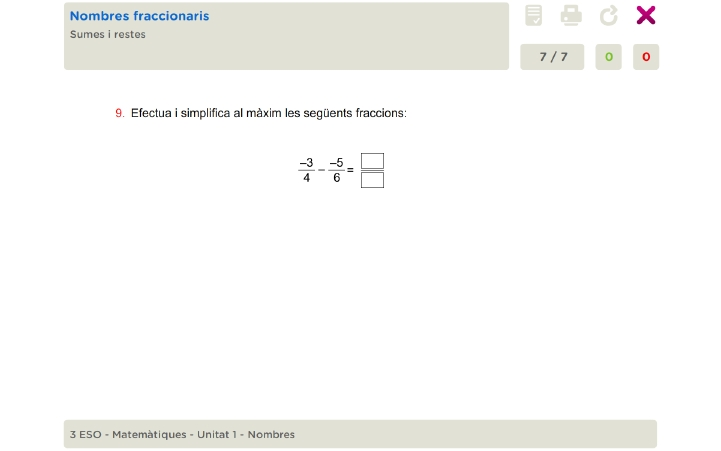 Nombres fraccionaris
Sumes i restes
7 / 7 0 0
9. Efectua i simplifica al màxim les següents fraccions:
−3/4 − −5/6 =
3 ESO - Matemàtiques - Unitat 1 - Nombres